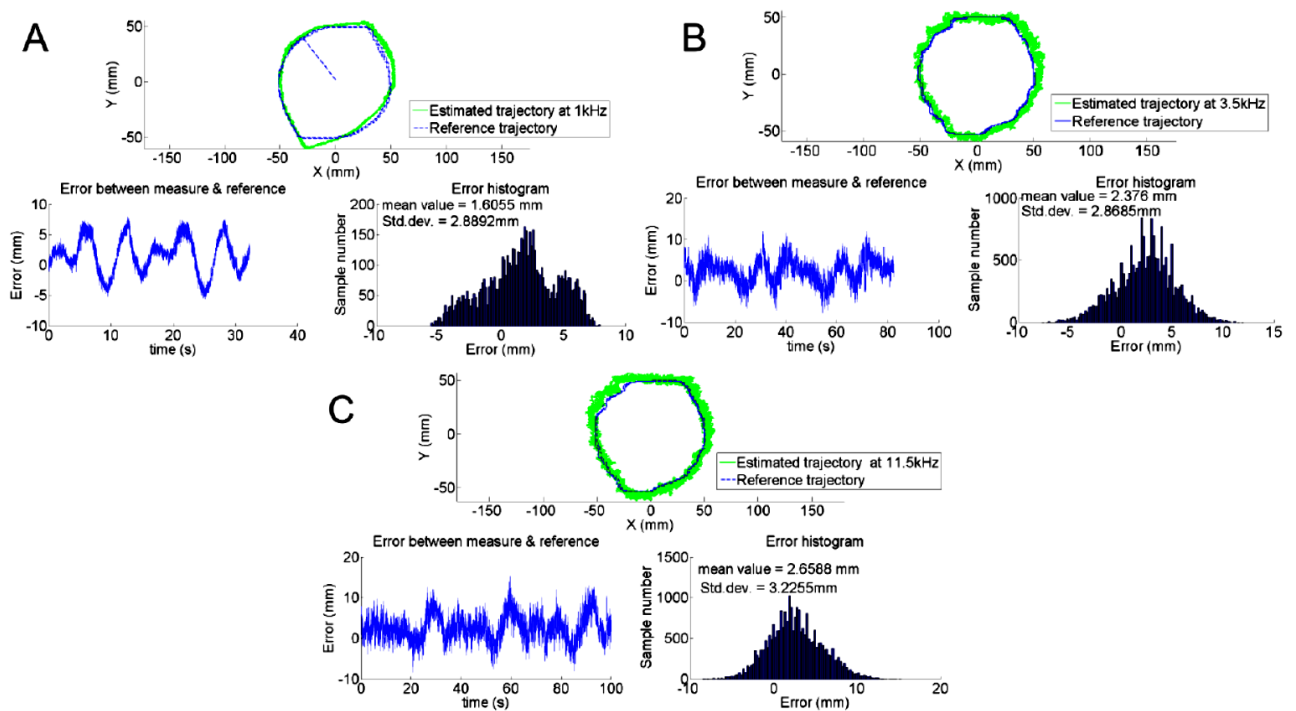 A
50
0
-50
Y (mm)
-150 -100 -50 0 50 100 150
X (mm)
Estimated trajectory at 1kHz
Reference trajectory
Error between measure & reference
10
5
0
-5
-10
Error (mm)
0 10 20 30 40
time (s)
Error histogram
mean value = 1.6055 mm
Std.dev. = 2.8892mm
200
150
100
50
0
Sample number
-10 -5 0 5 10
Error (mm)
B
50
0
-50
Y (mm)
-150 -100 -50 0 50 100 150
X (mm)
Estimated trajectory at 3.5kHz
Reference trajectory
Error between measure & reference
20
10
0
-10
Error (mm)
0 20 40 60 80 100
time (s)
Error histogram
mean value = 2.376 mm
Std.dev. = 2.8685mm
1000
500
0
Sample number
-10 -5 0 5 10 15
Error (mm)
C
50
0
-50
Y (mm)
-150 -100 -50 0 50 100 150
X (mm)
Estimated trajectory at 11.5kHz
Reference trajectory
Error between measure & reference
20
10
0
-10
Error (mm)
0 20 40 60 80 100
time (s)
Error histogram
mean value = 2.6588 mm
Std.dev. = 3.2255mm
1500
1000
500
0
Sample number
-10 0 10 20
Error (mm)